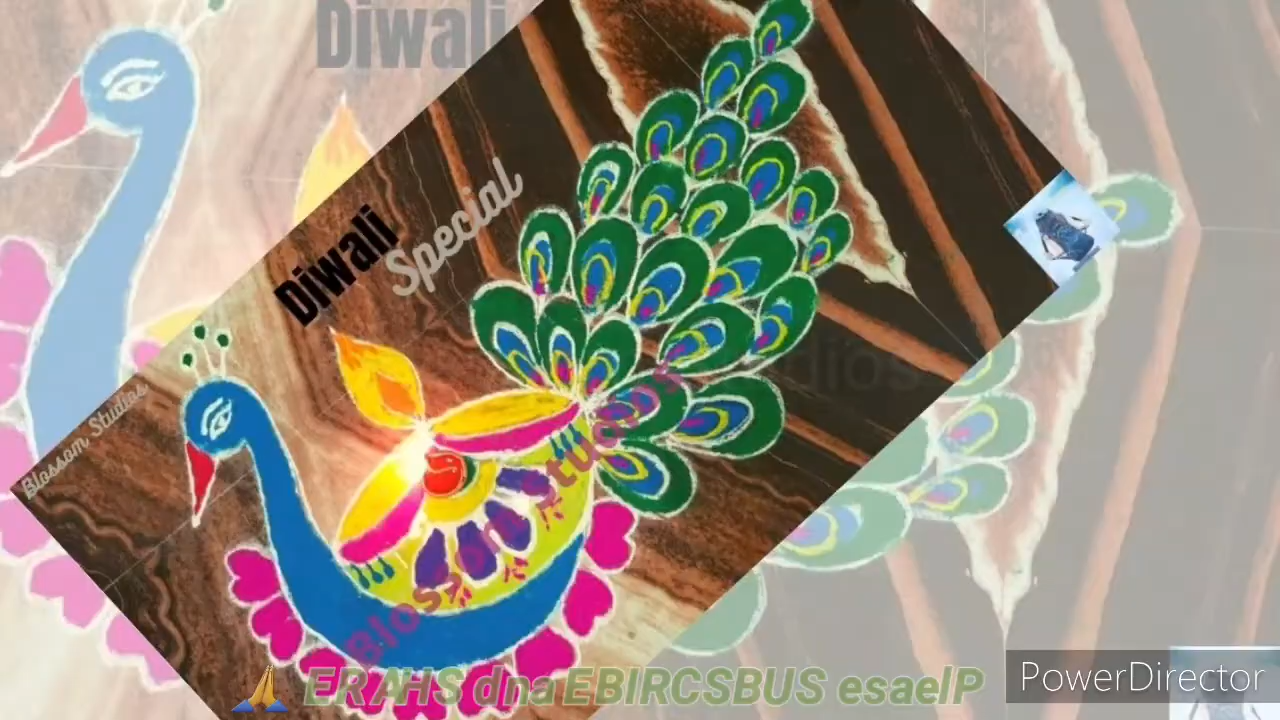 Diwali
Diwali
Special
Blossom Studios
Blossom Studios
🙏 ERAHS dna EBIRCSBUS esaelP
PowerDirector